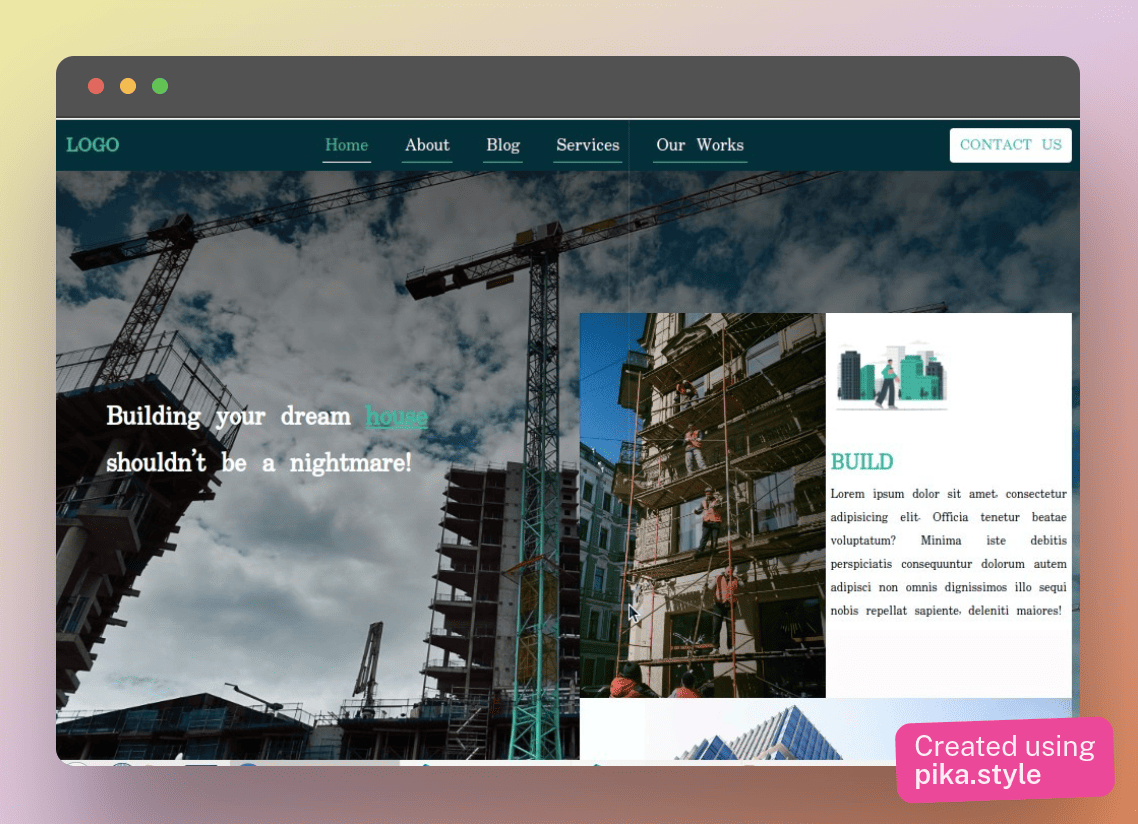 LOGO
Home About Blog Services Our Works
CONTACT US
Building your dream house
shouldn't be a nightmare!
BUILD
Lorem ipsum dolor sit amet, consectetur
adipisicing elit. Officia tenetur beatae
voluptatum? Minima iste debitis
perspiciatis consequuntur dolorum autem
adipisci non omnis dignissimos illo sequi
nobis repellat sapiente, deleniti maiores!
Created using
pika.style